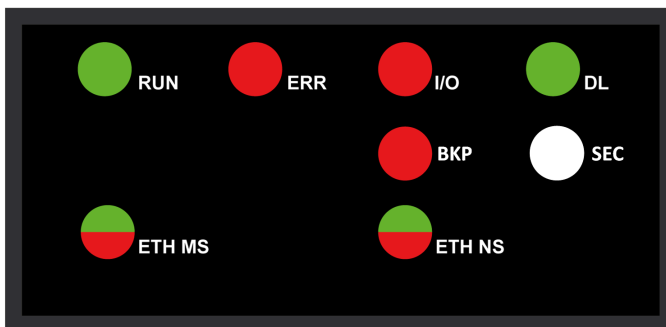 RUN ERR I/O DL
BKP SEC
ETH MS ETH NS